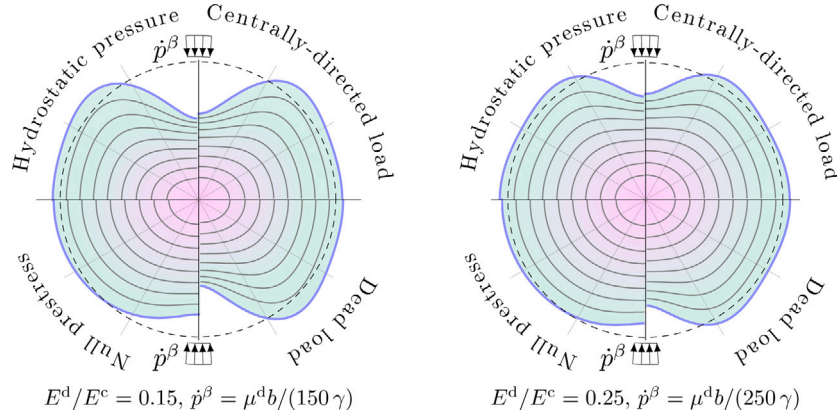 Hydrostatic pressure
Centrally-directed load
ṗ^β
Null prestress
Dead load
ṗ^β
E^d/E^c = 0.15, ṗ^β = μ^d b/(150 γ)
Hydrostatic pressure
Centrally-directed load
ṗ^β
Null prestress
Dead load
ṗ^β
E^d/E^c = 0.25, ṗ^β = μ^d b/(250 γ)